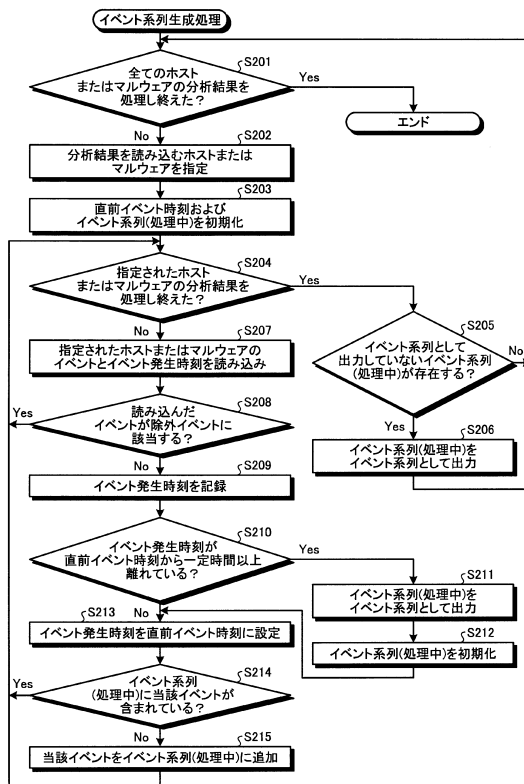 イベント系列生成処理
S201
全てのホスト
またはマルウェアの分析結果を
処理し終えた?
Yes
エンド
No
S202
分析結果を読み込むホストまたは
マルウェアを指定
S203
直前イベント時刻および
イベント系列(処理中)を初期化
S204
指定されたホスト
またはマルウェアの分析結果を
処理し終えた?
Yes
No
S205
イベント系列として
出力していないイベント系列
(処理中)が存在する?
No
Yes
S206
イベント系列(処理中)を
イベント系列として出力
S207
指定されたホストまたはマルウェアの
イベントとイベント発生時刻を読み込み
S208
読み込んだ
イベントが除外イベントに
該当する?
Yes
No
S209
イベント発生時刻を記録
S210
イベント発生時刻が
直前イベント時刻から一定時間以上
離れている?
Yes
No
S211
イベント系列(処理中)を
イベント系列として出力
S212
イベント系列(処理中)を初期化
S213
イベント発生時刻を直前イベント時刻に設定
S214
イベント系列
(処理中)に当該イベントが
含まれている?
Yes
No
S215
当該イベントをイベント系列(処理中)に追加